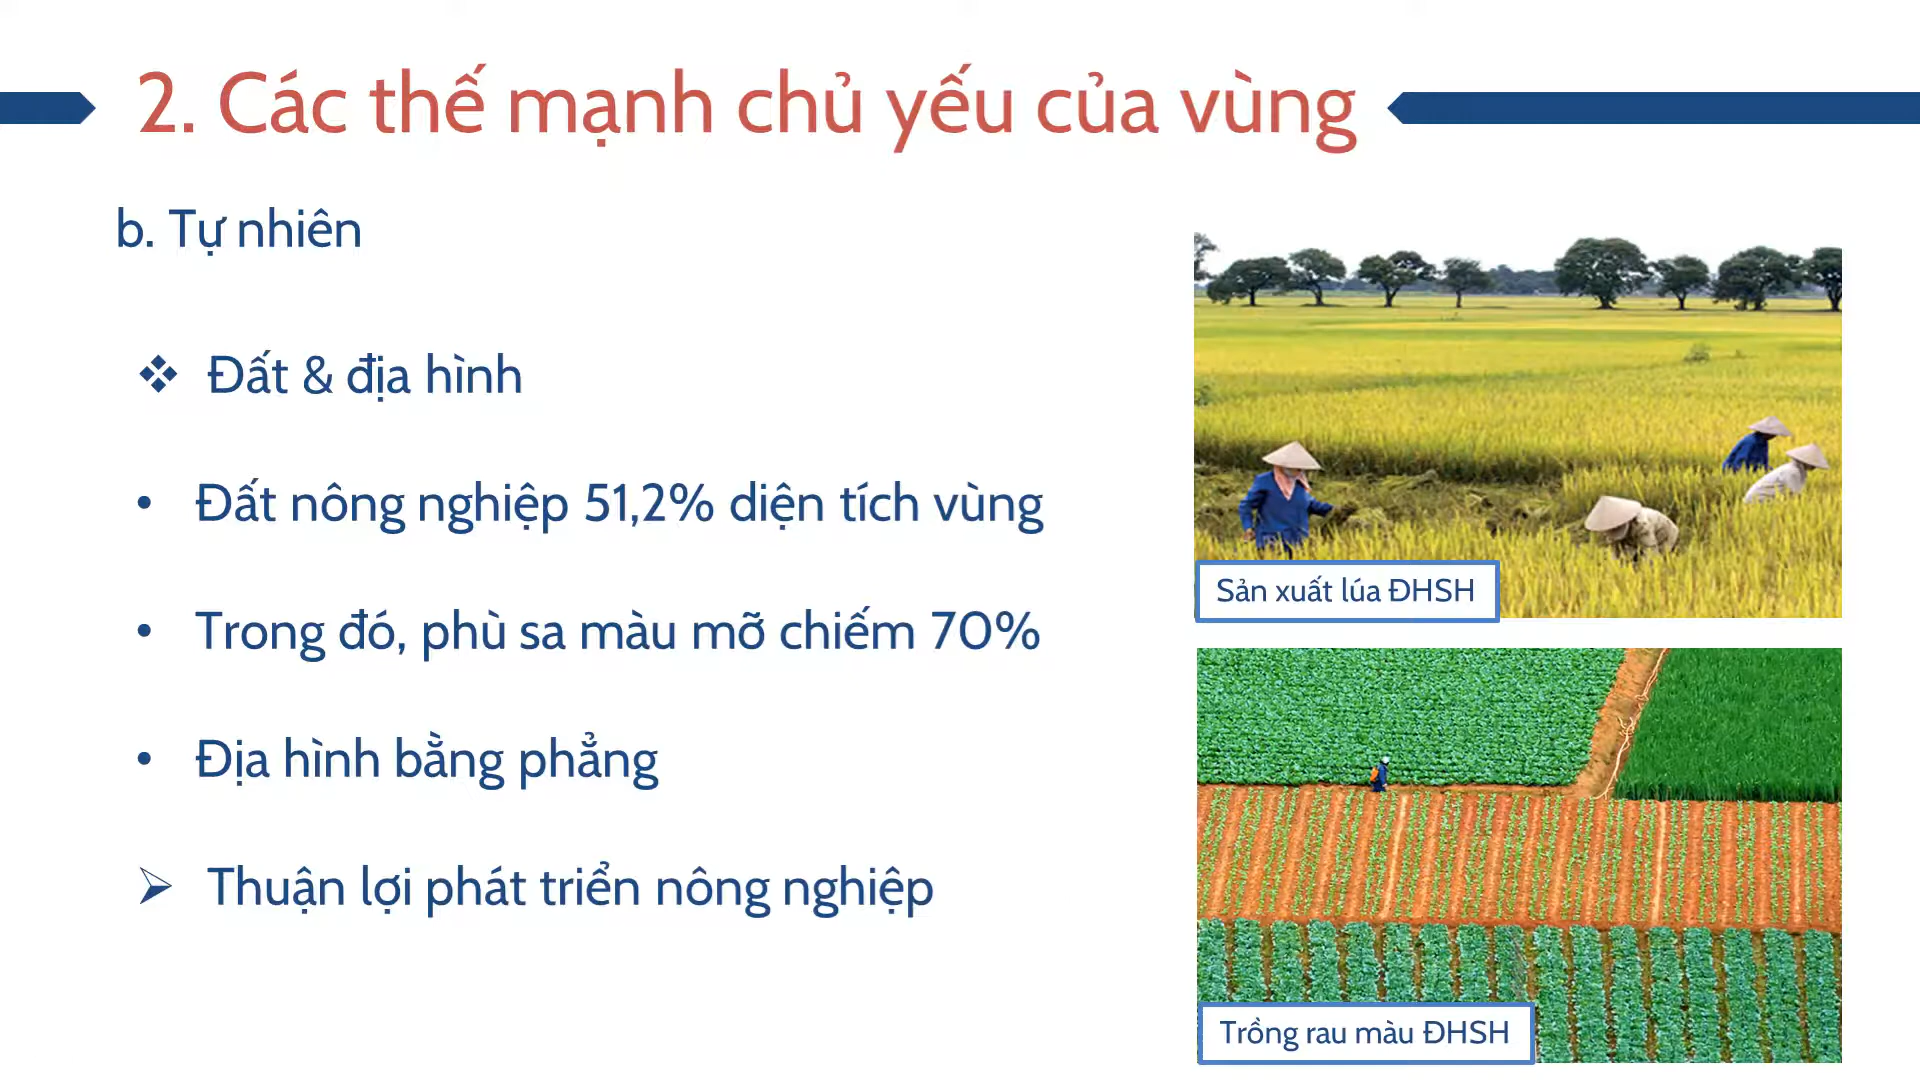 2. Các thế mạnh chủ yếu của vùng
b. Tự nhiên
❖ Đất & địa hình
• Đất nông nghiệp 51,2% diện tích vùng
• Trong đó, phù sa màu mỡ chiếm 70%
• Địa hình bằng phẳng
➢ Thuận lợi phát triển nông nghiệp
Sản xuất lúa ĐHSH
Trồng rau màu ĐHSH